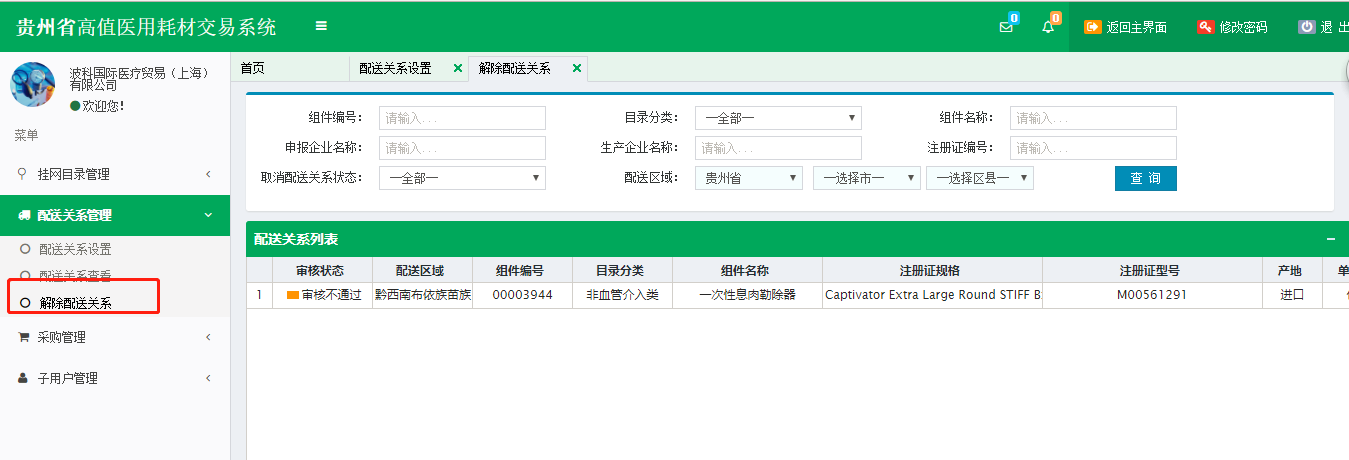 贵州省高值医用耗材交易系统
0
0
返回主界面
修改密码
退 出
波科国际医疗贸易（上海）
有限公司
欢迎您!
菜单
挂网目录管理
配送关系管理
配送关系设置
配送关系查看
解除配送关系
采购管理
子用户管理
首页
配送关系设置
解除配送关系
组件编号： 请输入... 目录分类： —全部— 组件名称： 请输入...
申报企业名称： 请输入... 生产企业名称： 请输入... 注册证编号： 请输入...
取消配送关系状态： —全部— 配送区域： 贵州省 —选择市— —选择区县— 查 询
配送关系列表
审核状态 配送区域 组件编号 目录分类 组件名称 注册证规格 注册证型号 产地
1 审核不通过 黔西南布依族苗族 00003944 非血管介入类 一次性息肉勒除器 Captivator Extra Large Round STIFF B M00561291 进口